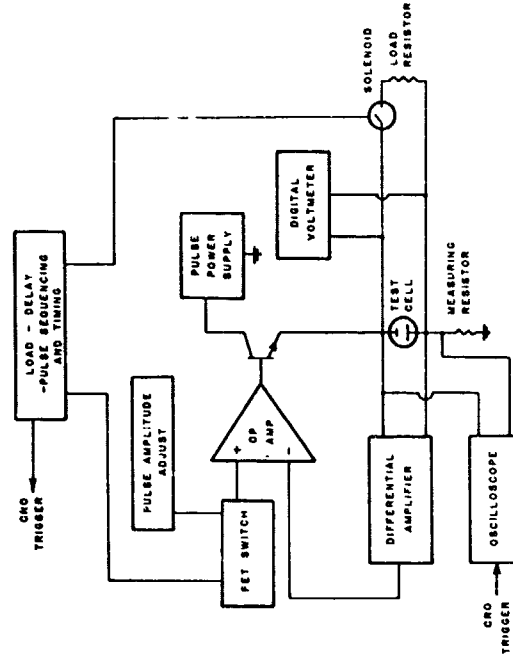 CRO
TRIGGER
LOAD - DELAY
-PULSE SEQUENCING
AND TIMING
PULSE AMPLITUDE
ADJUST
FET SWITCH
+
OP
AMP
-
PULSE
POWER
SUPPLY
DIGITAL
VOLTMETER
SOLENOID
LOAD
RESISTOR
TEST
CELL
MEASURING
RESISTOR
DIFFERENTIAL
AMPLIFIER
OSCILLOSCOPE
CRO
TRIGGER